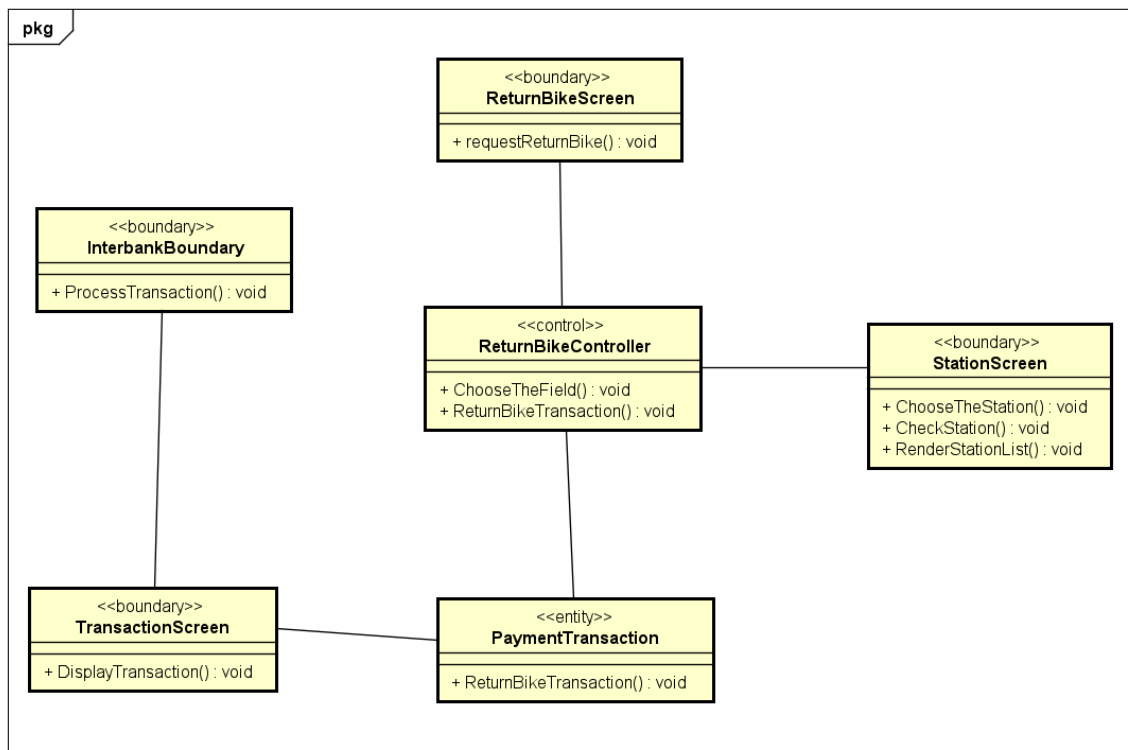 pkg
<<boundary>>
ReturnBikeScreen
+ requestReturnBike() : void
<<boundary>>
InterbankBoundary
+ ProcessTransaction() : void
<<control>>
ReturnBikeController
+ ChooseTheField() : void
+ ReturnBikeTransaction() : void
<<boundary>>
StationScreen
+ ChooseTheStation() : void
+ CheckStation() : void
+ RenderStationList() : void
<<boundary>>
TransactionScreen
+ DisplayTransaction() : void
<<entity>>
PaymentTransaction
+ ReturnBikeTransaction() : void